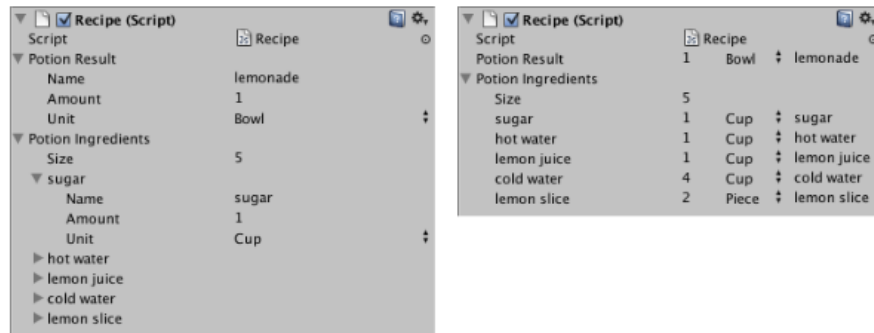 Recipe (Script)
Script Recipe
Potion Result
Name lemonade
Amount 1
Unit Bowl
Potion Ingredients
Size 5
sugar
Name sugar
Amount 1
Unit Cup
hot water
lemon juice
cold water
lemon slice
Recipe (Script)
Script Recipe
Potion Result 1 Bowl lemonade
Potion Ingredients
Size 5
sugar 1 Cup sugar
hot water 1 Cup hot water
lemon juice 1 Cup lemon juice
cold water 4 Cup cold water
lemon slice 2 Piece lemon slice